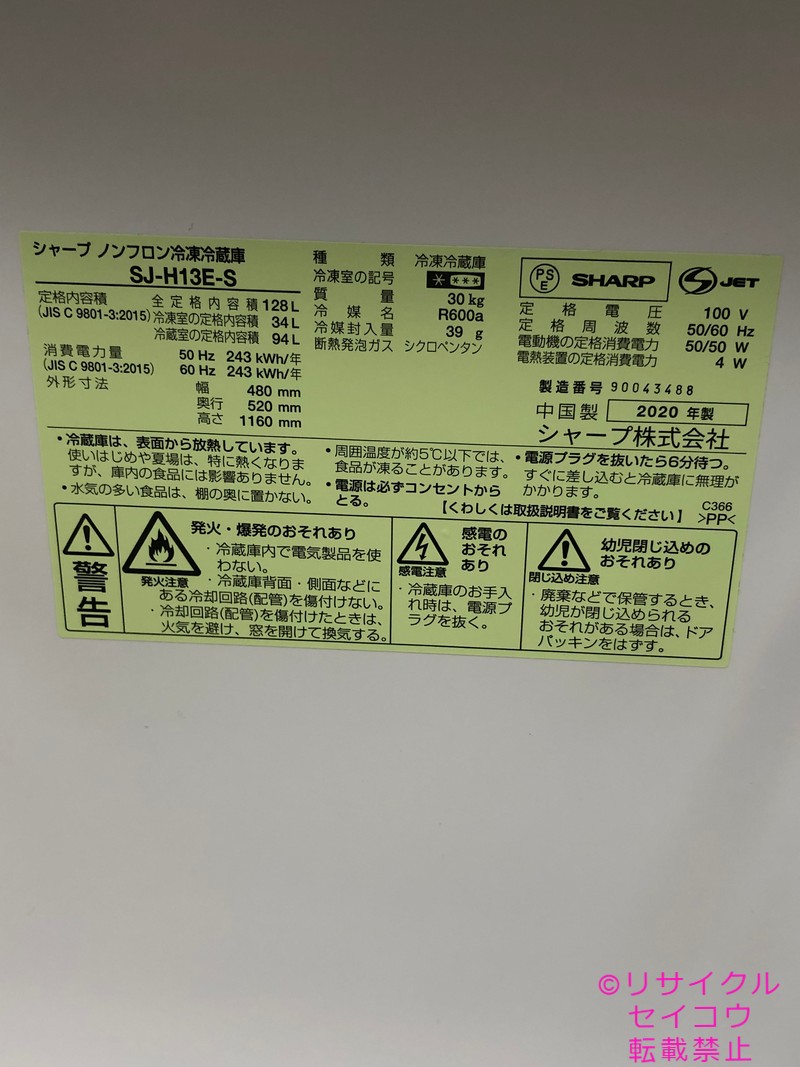 シャープ ノンフロン冷凍冷蔵庫
SJ-H13E-S
定格内容積 全定格内容積 128 L
(JIS C 9801-3:2015) 冷凍室の定格内容積 34 L
冷蔵室の定格内容積 94 L
消費電力量 50 Hz 243 kWh/年
(JIS C 9801-3:2015) 60 Hz 243 kWh/年
外形寸法 幅 480 mm
奥行 520 mm
高さ 1160 mm
種類 冷凍冷蔵庫
冷凍室の記号 * ***
質量 30 kg
冷媒名 R600a
冷媒封入量 39 g
断熱発泡ガス シクロペンタン
PSE SHARP S JET
定格電圧 100 V
定格周波数 50/60 Hz
電動機の定格消費電力 50/50 W
電熱装置の定格消費電力 4 W
製造番号 90043488
中国製 2020 年製
シャープ株式会社
・冷蔵庫は、表面から放熱しています。
使いはじめや夏場は、特に熱くなりま
すが、庫内の食品には影響ありません。
・水気の多い食品は、棚の奥に置かない。
・周囲温度が約5℃以下では、
食品が凍ることがあります。
・電源は必ずコンセントから
とる。
・電源プラグを抜いたら6分待つ。
すぐに差し込むと冷蔵庫に無理が
かかります。
【くわしくは取扱説明書をご覧ください】
C366
>PP<
警告
発火注意
発火・爆発のおそれあり
・冷蔵庫内で電気製品を使
わない。
・冷蔵庫背面・側面などに
ある冷却回路(配管)を傷付けない。
・冷却回路(配管)を傷付けたときは、
火気を避け、窓を開けて換気する。
感電注意
感電の
おそれ
あり
・冷蔵庫のお手入
れ時は、電源プ
ラグを抜く。
閉じ込め注意
幼児閉じ込めの
おそれあり
・廃棄などで保管するとき、
幼児が閉じ込められる
おそれがある場合は、ドア
パッキンをはずす。
©リサイクル
セイコウ
転載禁止